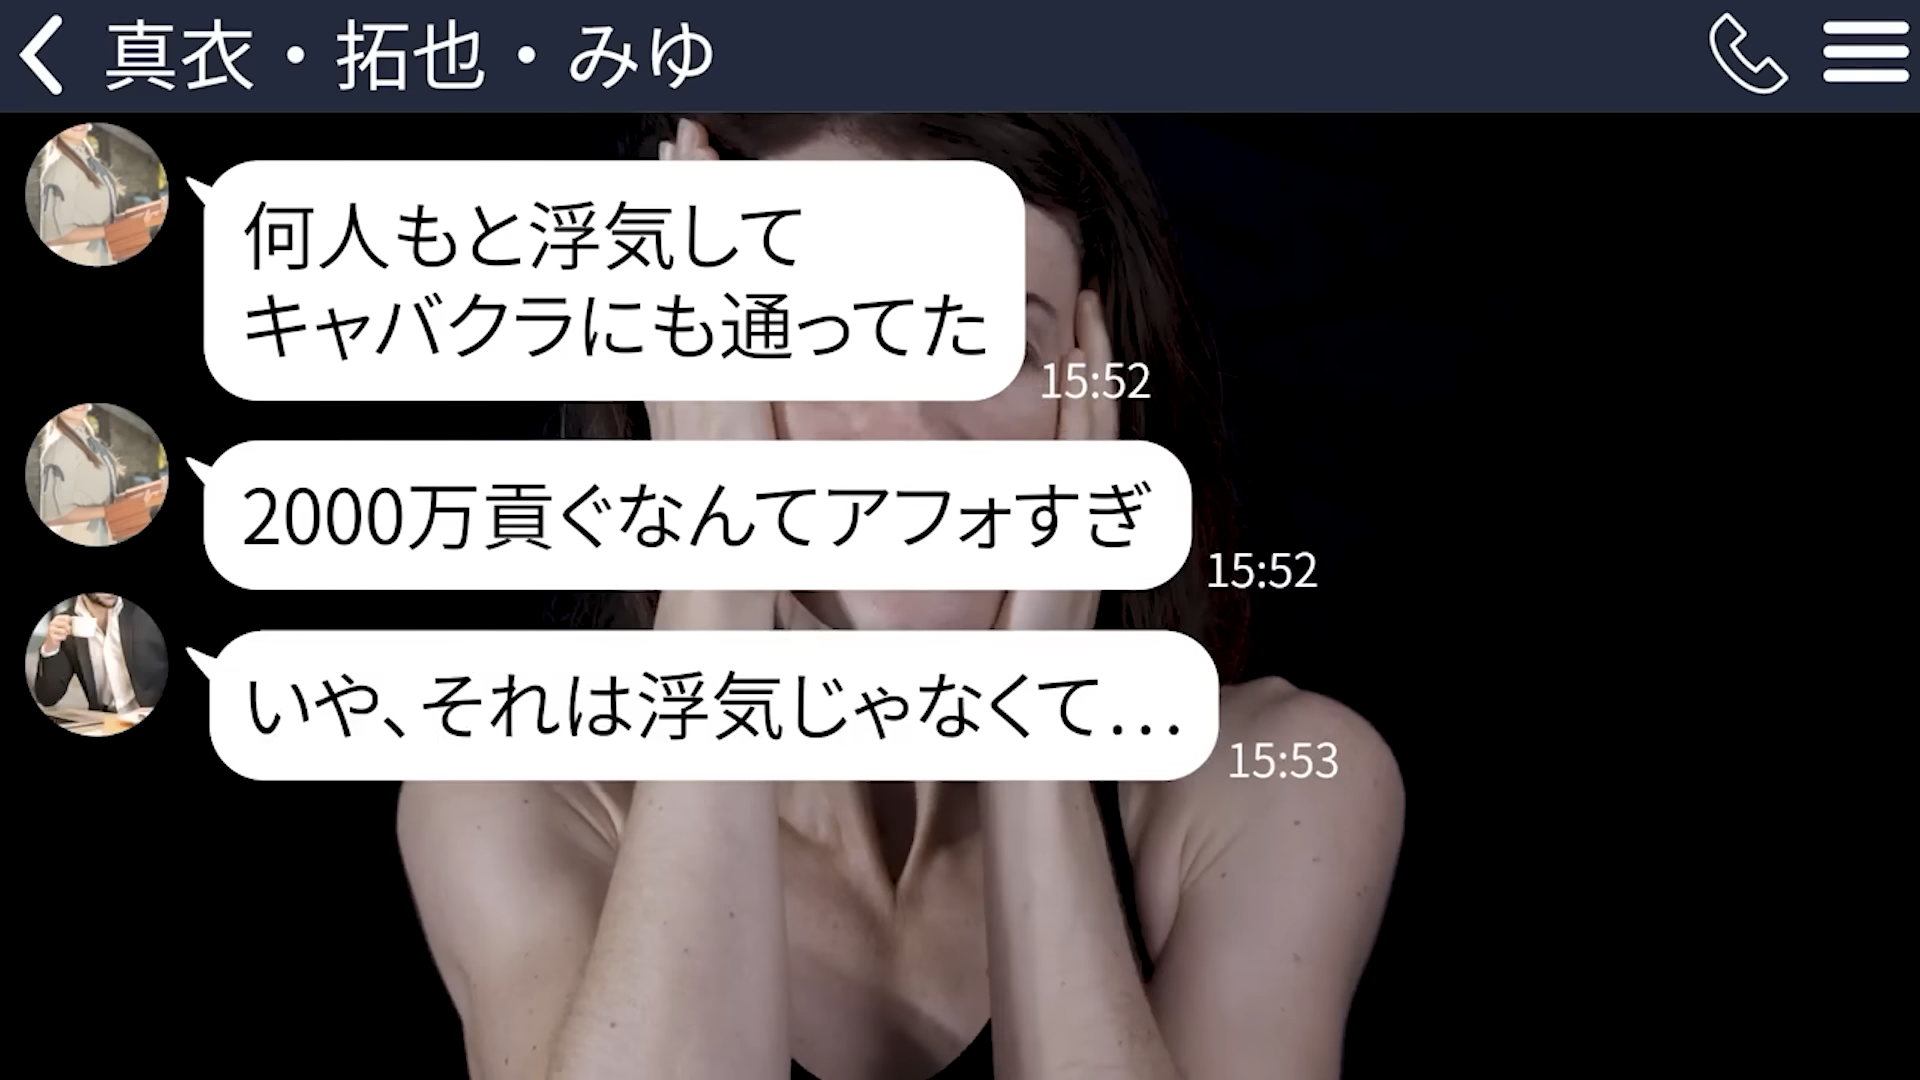 真衣・拓也・みゆ
何人もと浮気して
キャバクラにも通ってた
15:52
2000万貢ぐなんてアフォすぎ
15:52
いや、それは浮気じゃなくて…
15:53